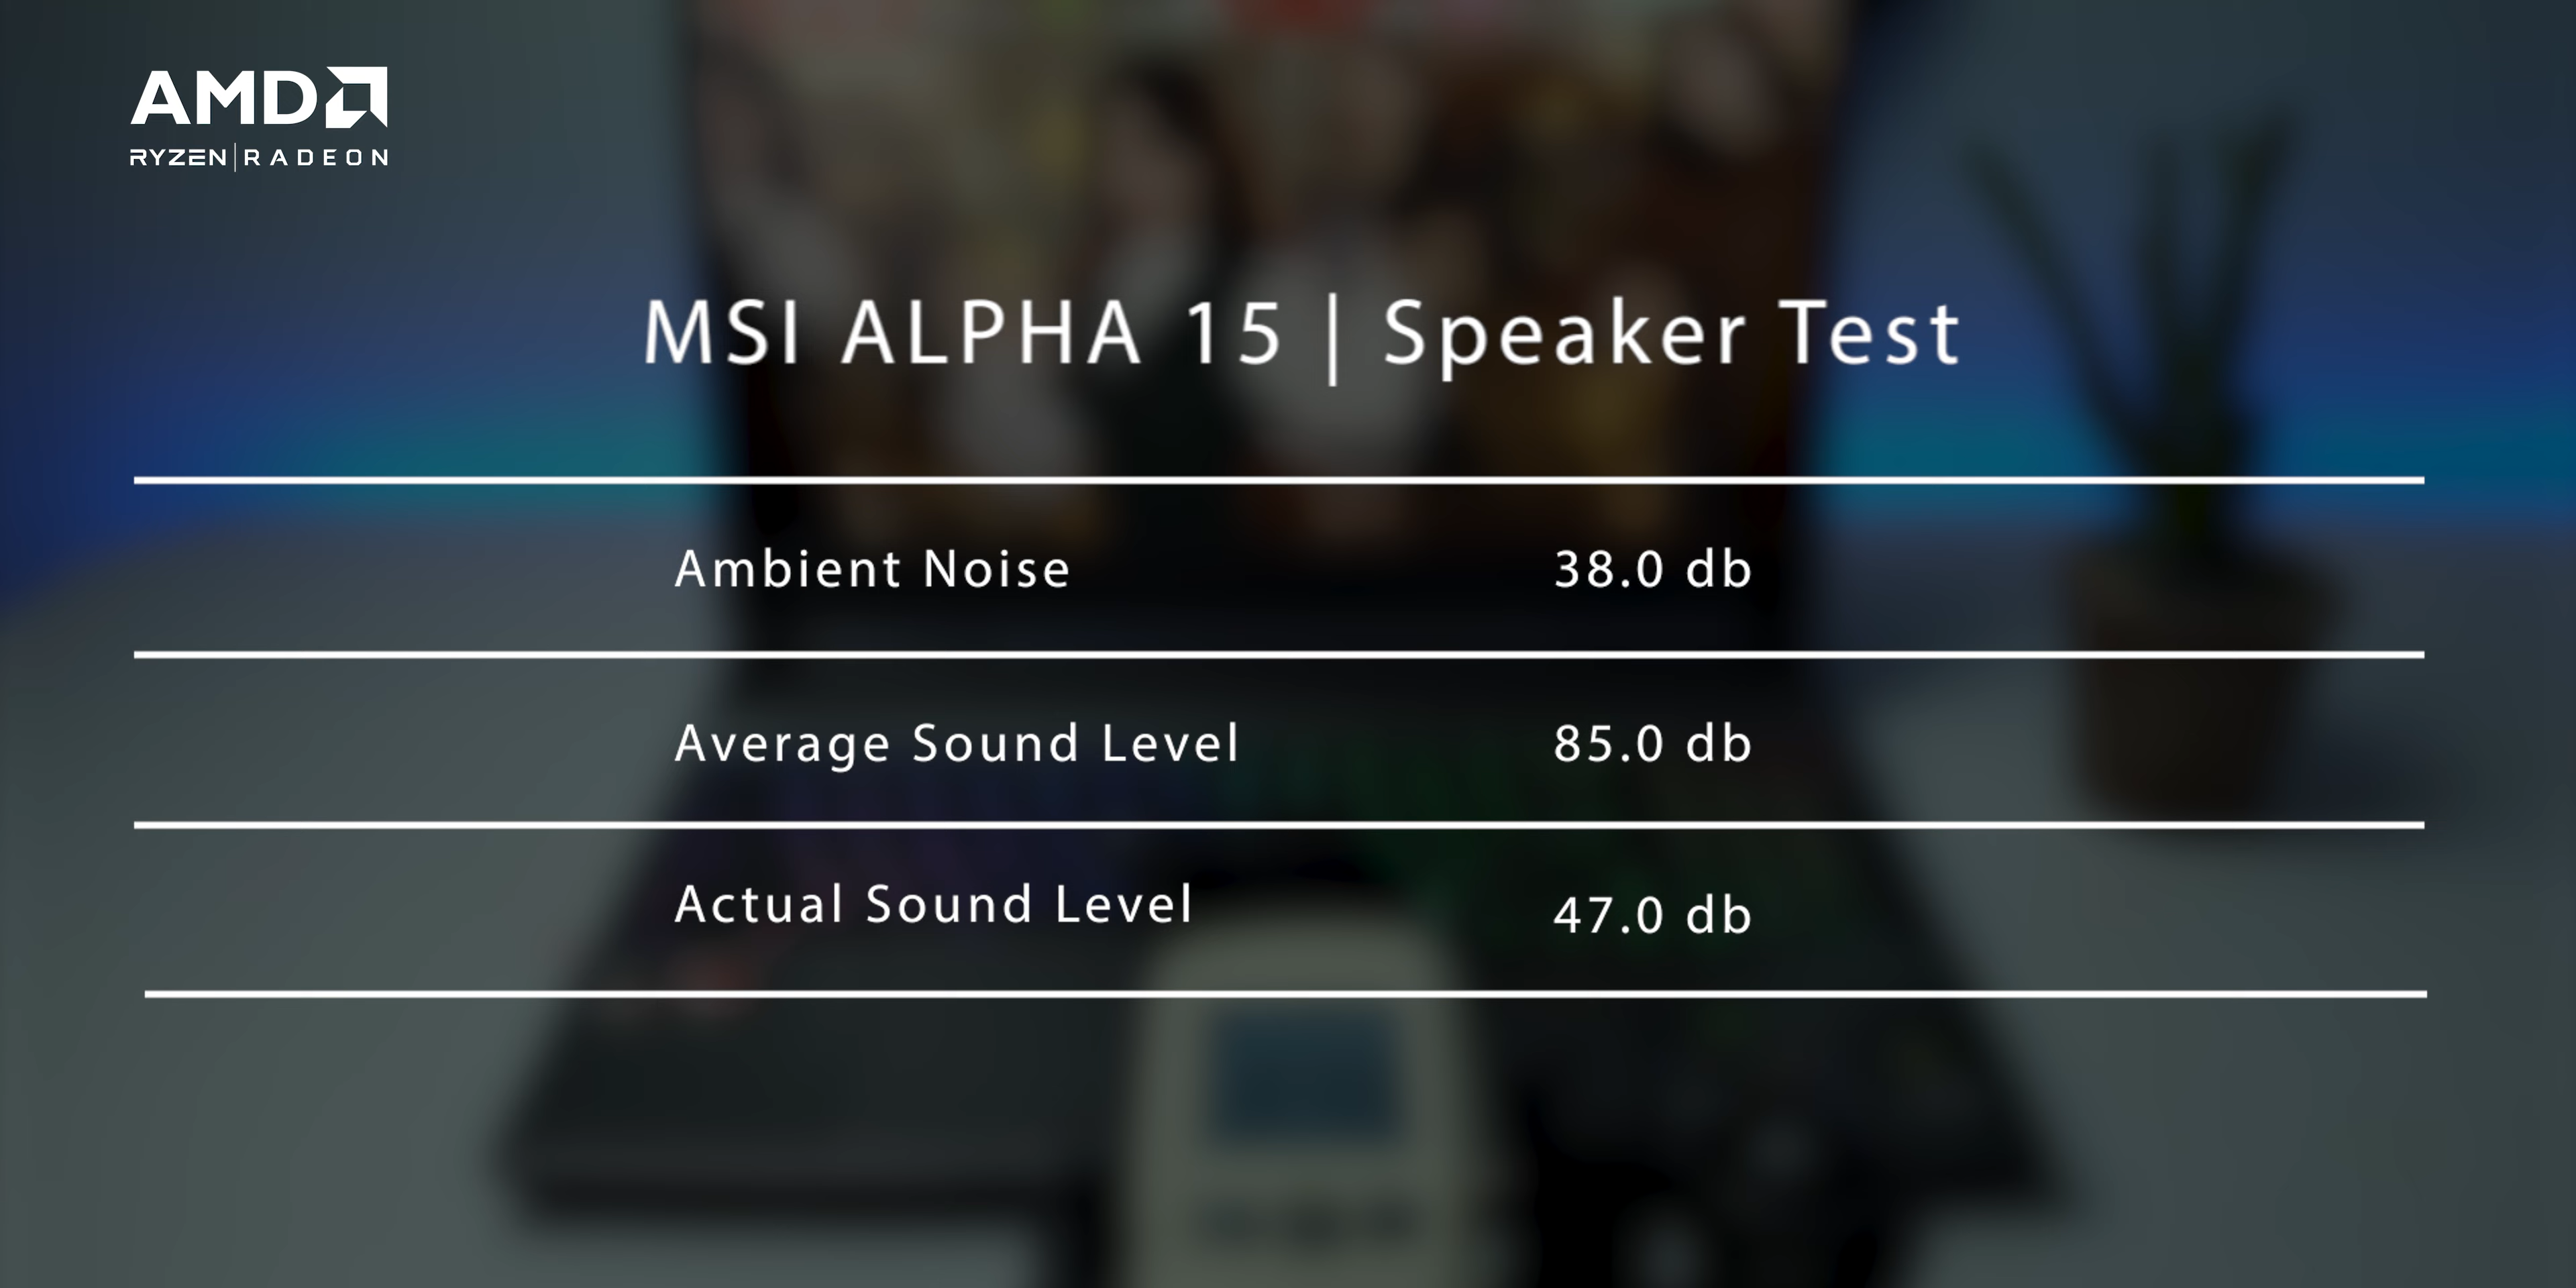 AMD
RYZEN | RADEON
MSI ALPHA 15 | Speaker Test
Ambient Noise 38.0 db
Average Sound Level 85.0 db
Actual Sound Level 47.0 db